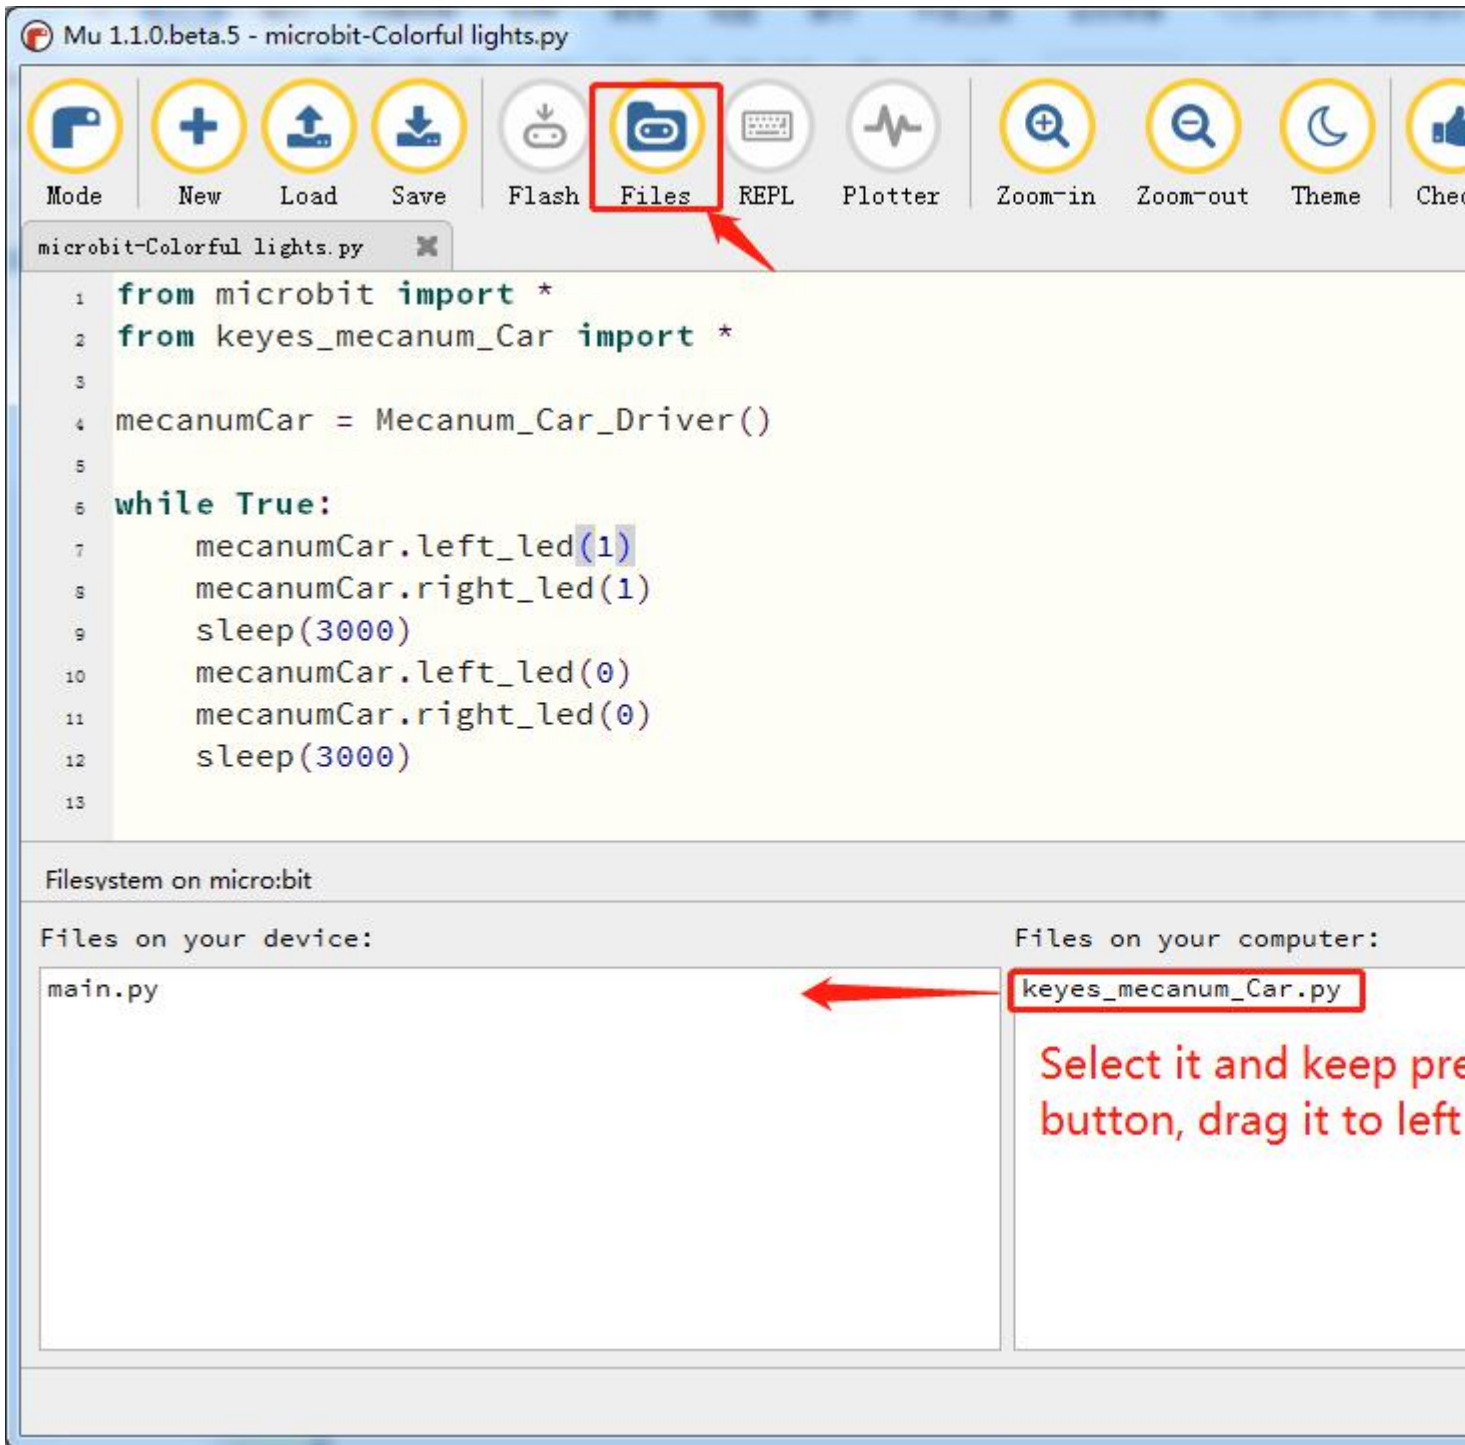 Mu 1.1.0.beta.5 - microbit-Colorful lights.py
Mode New Load Save Flash Files REPL Plotter Zoom-in Zoom-out Theme Chec
microbit-Colorful lights.py
1 from microbit import *
2 from keyes_mecanum_Car import *
3
4 mecanumCar = Mecanum_Car_Driver()
5
6 while True:
7 mecanumCar.left_led(1)
8 mecanumCar.right_led(1)
9 sleep(3000)
10 mecanumCar.left_led(0)
11 mecanumCar.right_led(0)
12 sleep(3000)
13
Filesystem on micro:bit
Files on your device: Files on your computer:
main.py keyes_mecanum_Car.py
Select it and keep pre
button, drag it to left